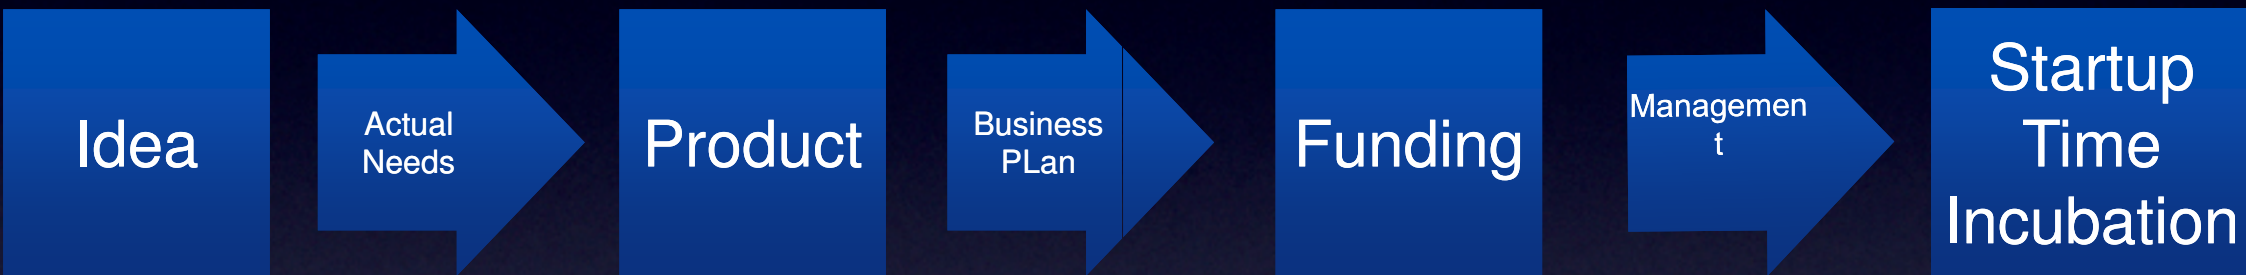 Idea
Actual
Needs
Product
Business
PLan
Funding
Managemen
t
Startup
Time
Incubation